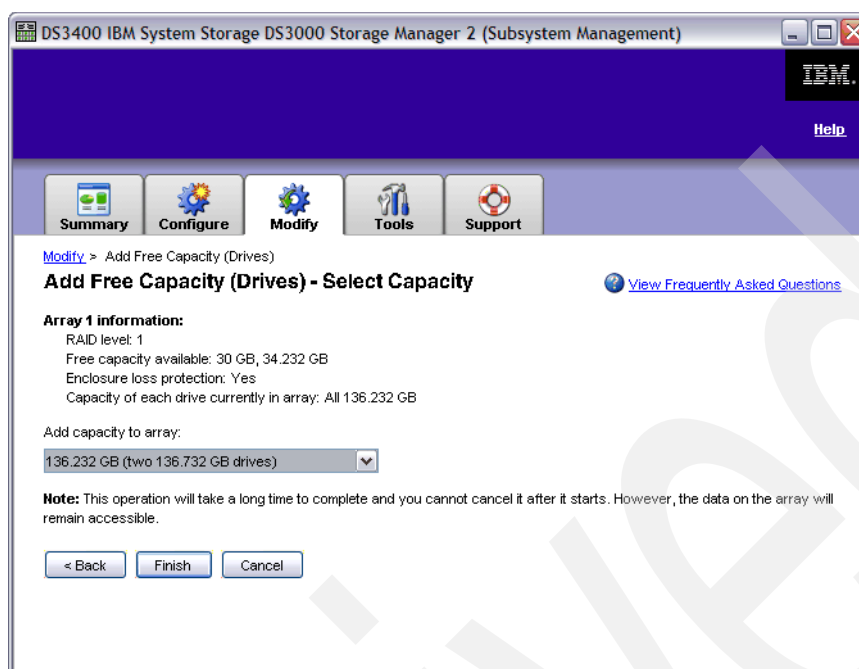 DS3400 IBM System Storage DS3000 Storage Manager 2 (Subsystem Management)
IBM.
Help
Summary
Configure
Modify
Tools
Support
Modify > Add Free Capacity (Drives)
Add Free Capacity (Drives) - Select Capacity
View Frequently Asked Questions
Array 1 information:
RAID level: 1
Free capacity available: 30 GB, 34.232 GB
Enclosure loss protection: Yes
Capacity of each drive currently in array: All 136.232 GB
Add capacity to array:
136.232 GB (two 136.732 GB drives)
Note: This operation will take a long time to complete and you cannot cancel it after it starts. However, the data on the array will
remain accessible.
< Back
Finish
Cancel